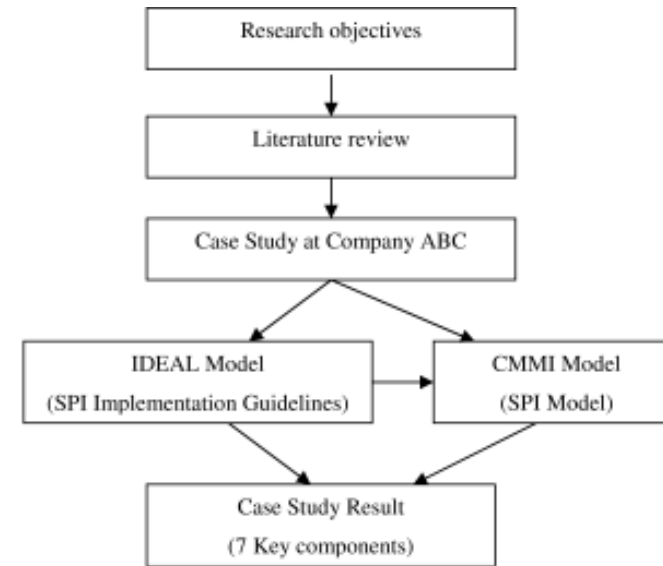 Research objectives
Literature review
Case Study at Company ABC
IDEAL Model
(SPI Implementation Guidelines)
CMMI Model
(SPI Model)
Case Study Result
(7 Key components)